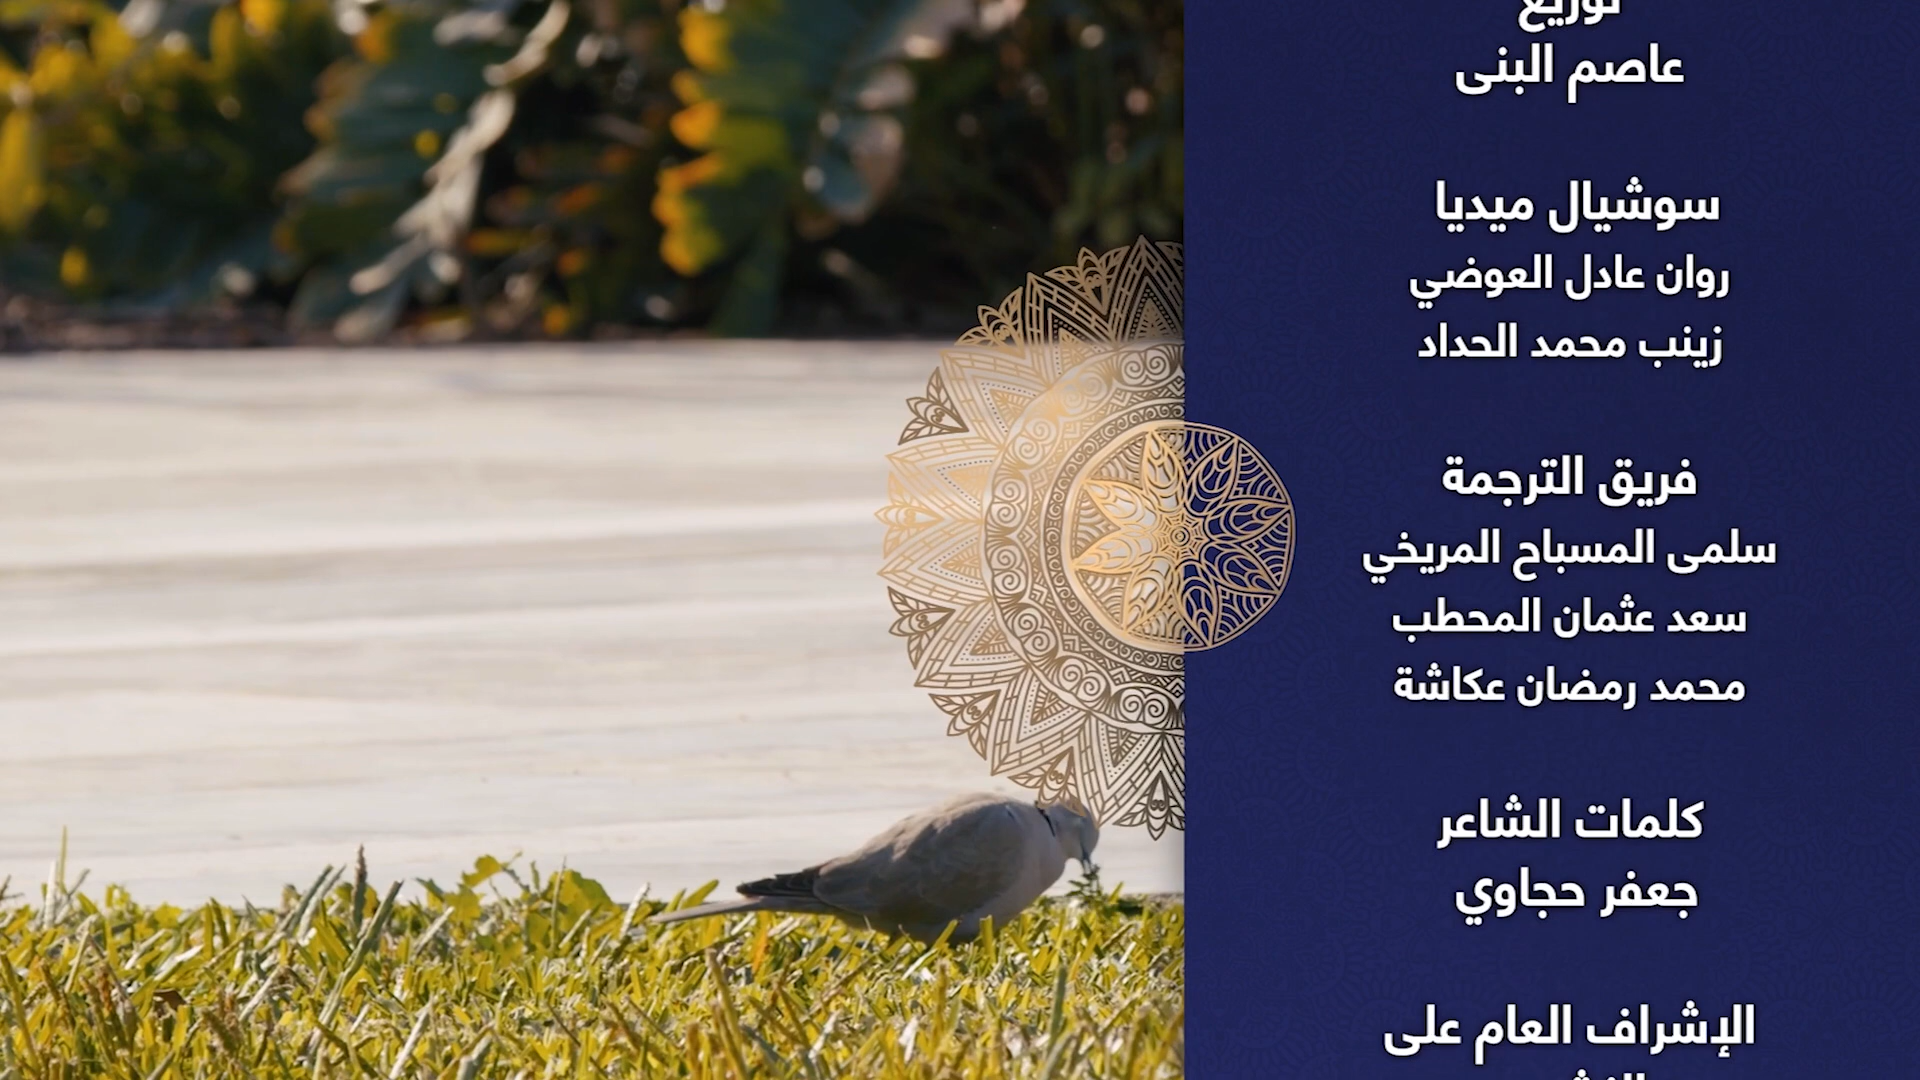 توزيع
عاصم البنى
سوشيال ميديا
روان عادل العوضي
زينب محمد الحداد
فريق الترجمة
سلمى المسباح المريخي
سعد عثمان المحطب
محمد رمضان عكاشة
كلمات الشاعر
جعفر حجاوي
الإشراف العام على